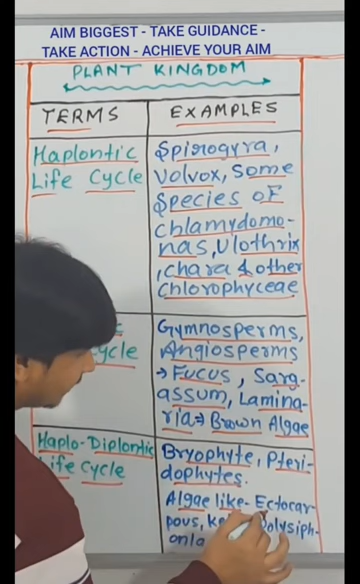 AIM BIGGEST - TAKE GUIDANCE -
TAKE ACTION - ACHIEVE YOUR AIM
PLANT KINGDOM
TERMS
EXAMPLES
Haplontic
Life Cycle
Spirogyra,
Volvox, Some
Species of
Chlamydomo-
nas, Ulothrix
, Chara & other
Chlorophyceae
Gymnosperms,
Angiosperms
→ Fucus, Sarg-
assum, Lamina-
ria⇒ Brown Algae
Haplo-Diplontic
Life Cycle
Bryophyte, Pteri-
dophytes.
Algae like- Ectocar-
pous,